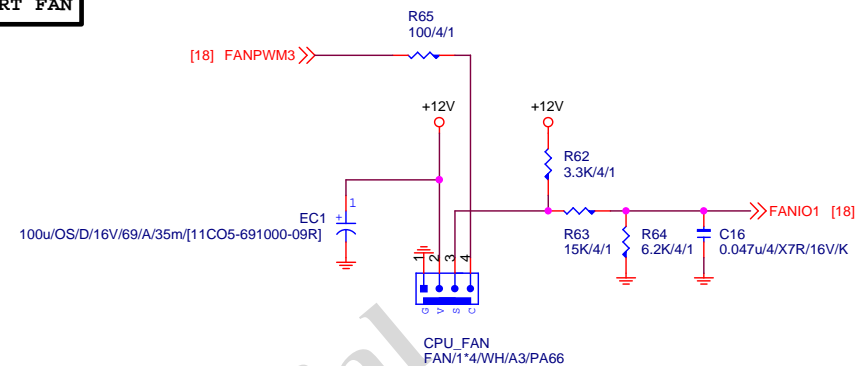 RT FAN
R65
100/4/1
[18] FANPWM3
+12V
+12V
R62
3.3K/4/1
1
+
EC1
100u/OS/D/16V/69/A/35m/[11CO5-691000-09R]
FANIO1 [18]
R63
15K/4/1
R64
6.2K/4/1
C16
0.047u/4/X7R/16V/K
1 2 3 4
G V S C
CPU_FAN
FAN/1*4/WH/A3/PA66